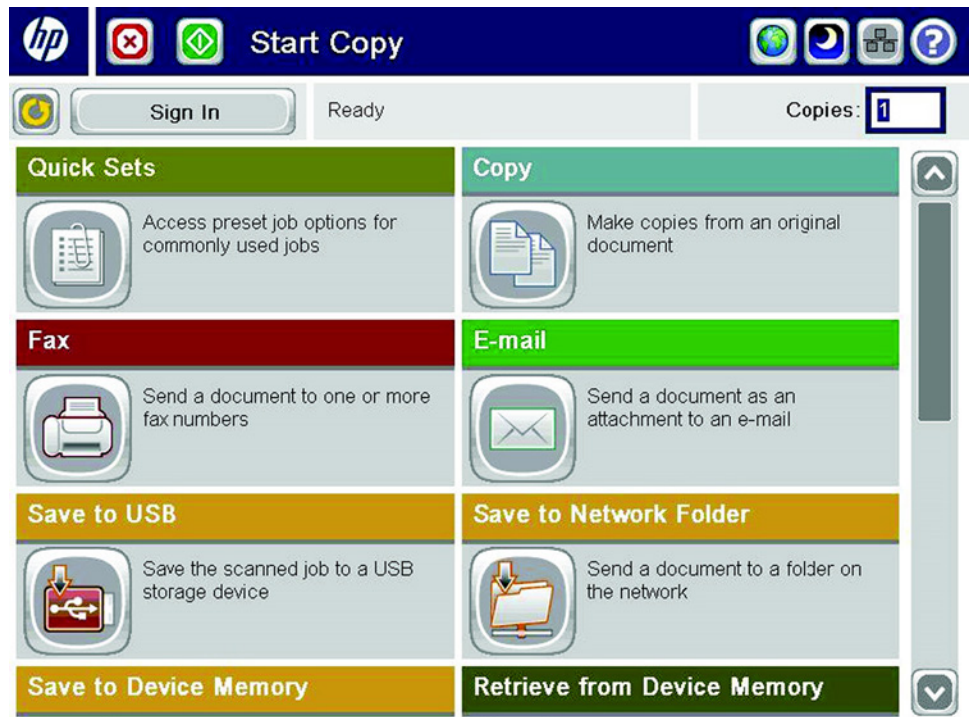 hp
Start Copy
?
Sign In
Ready
Copies: 1
Quick Sets
Copy
Access preset job options for
commonly used jobs
Make copies from an original
document
Fax
E-mail
Send a document to one or more
fax numbers
Send a document as an
attachment to an e-mail
Save to USB
Save to Network Folder
Save the scanned job to a USB
storage device
Send a document to a folder on
the network
Save to Device Memory
Retrieve from Device Memory